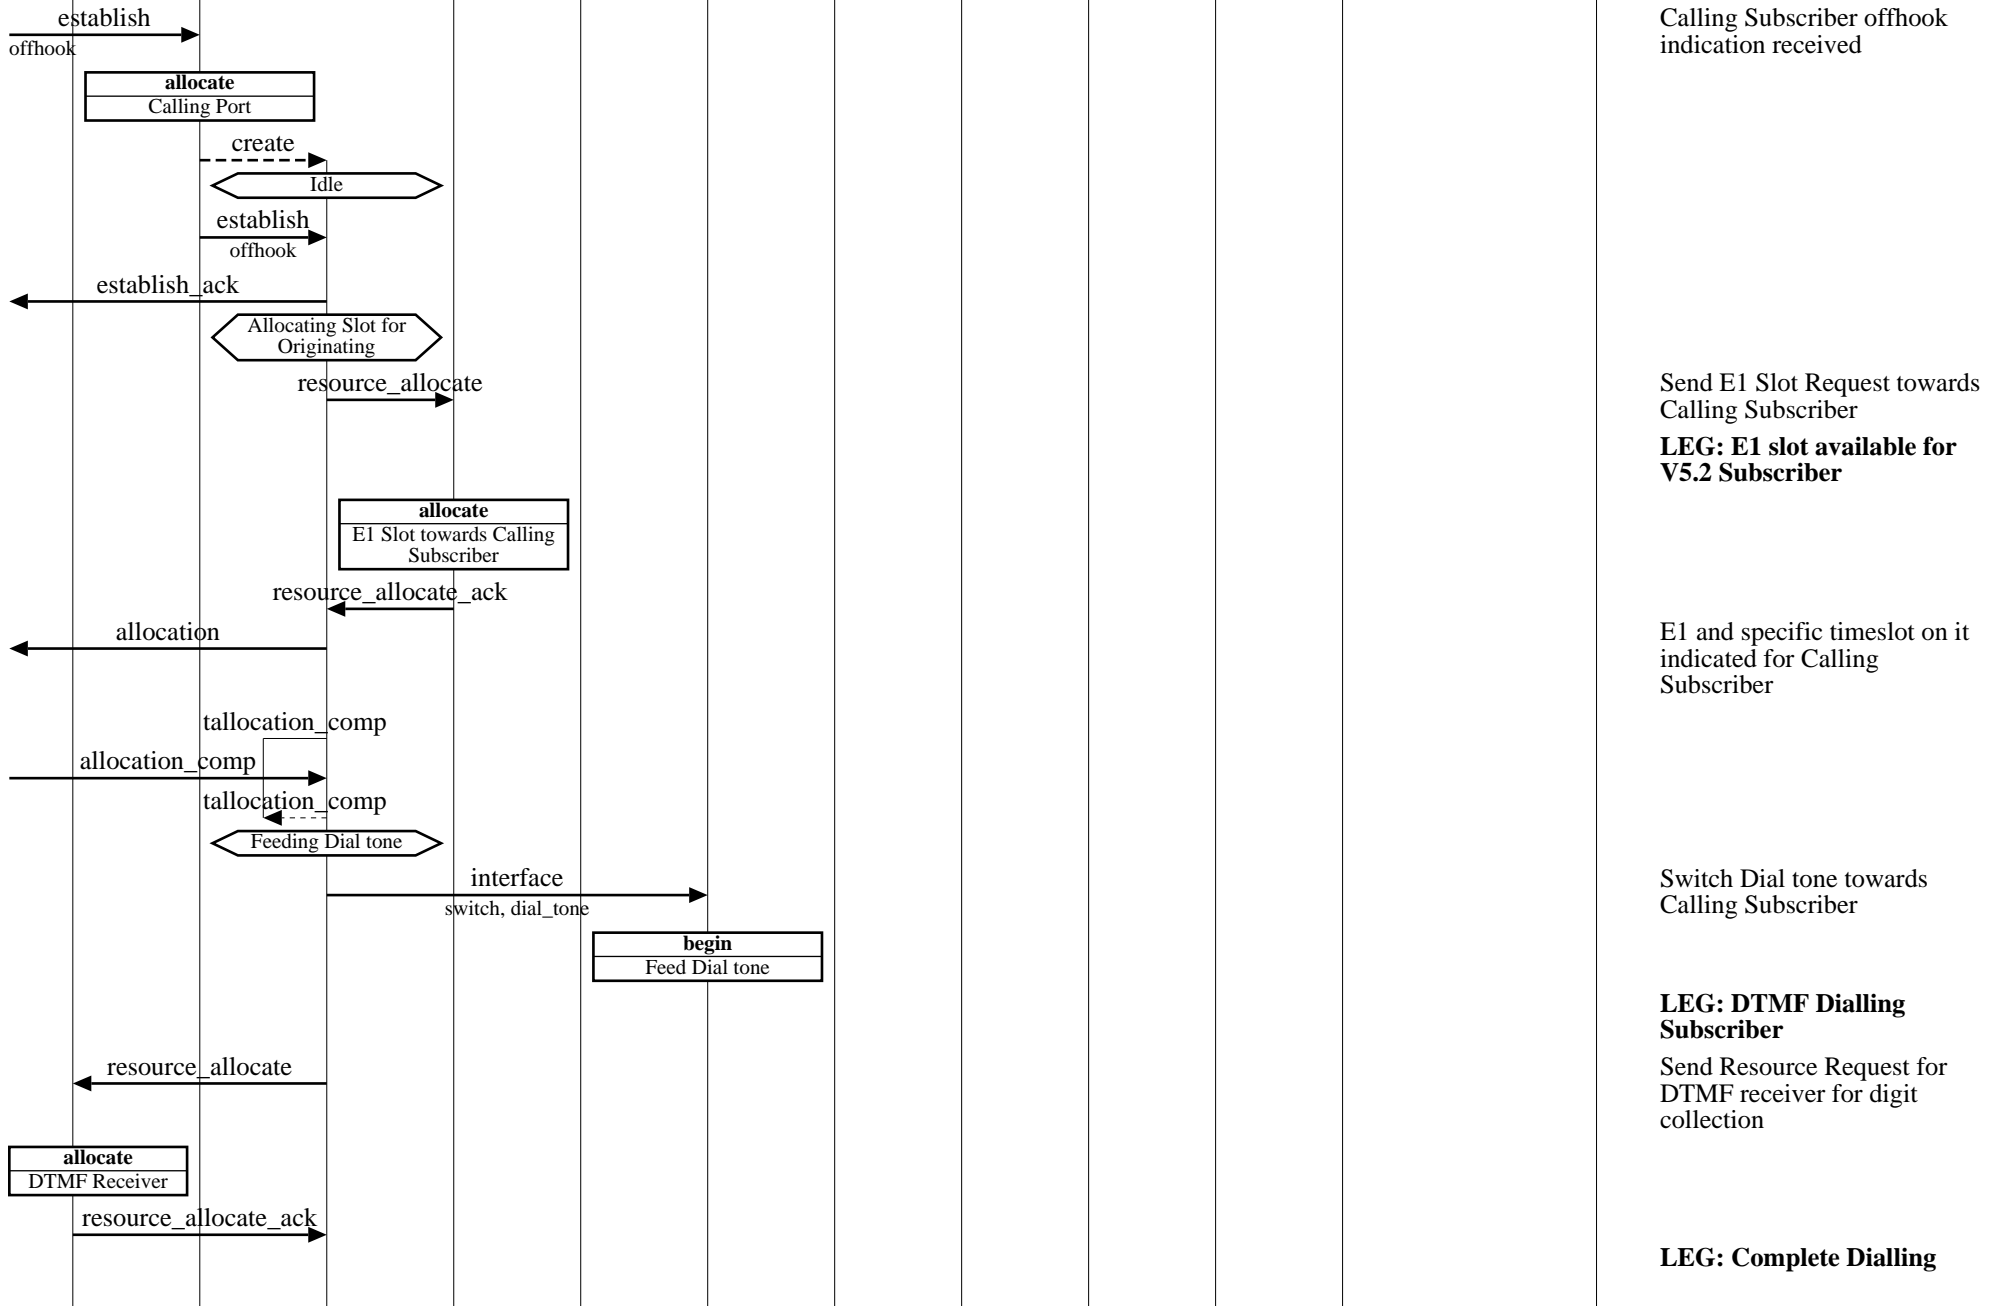 establish
Calling Subscriber offhook
indication received
offhook
allocate
Calling Port
create
Idle
establish
offhook
establish_ack
Allocating Slot for
Originating
resource_allocate
Send E1 Slot Request towards
Calling Subscriber
LEG: E1 slot available for
V5.2 Subscriber
allocate
E1 Slot towards Calling
Subscriber
resource_allocate_ack
allocation
E1 and specific timeslot on it
indicated for Calling
Subscriber
tallocation_comp
allocation_comp
tallocation_comp
Feeding Dial tone
interface
switch, dial_tone
Switch Dial tone towards
Calling Subscriber
begin
Feed Dial tone
LEG: DTMF Dialling
Subscriber
resource_allocate
Send Resource Request for
DTMF receiver for digit
collection
allocate
DTMF Receiver
resource_allocate_ack
LEG: Complete Dialling